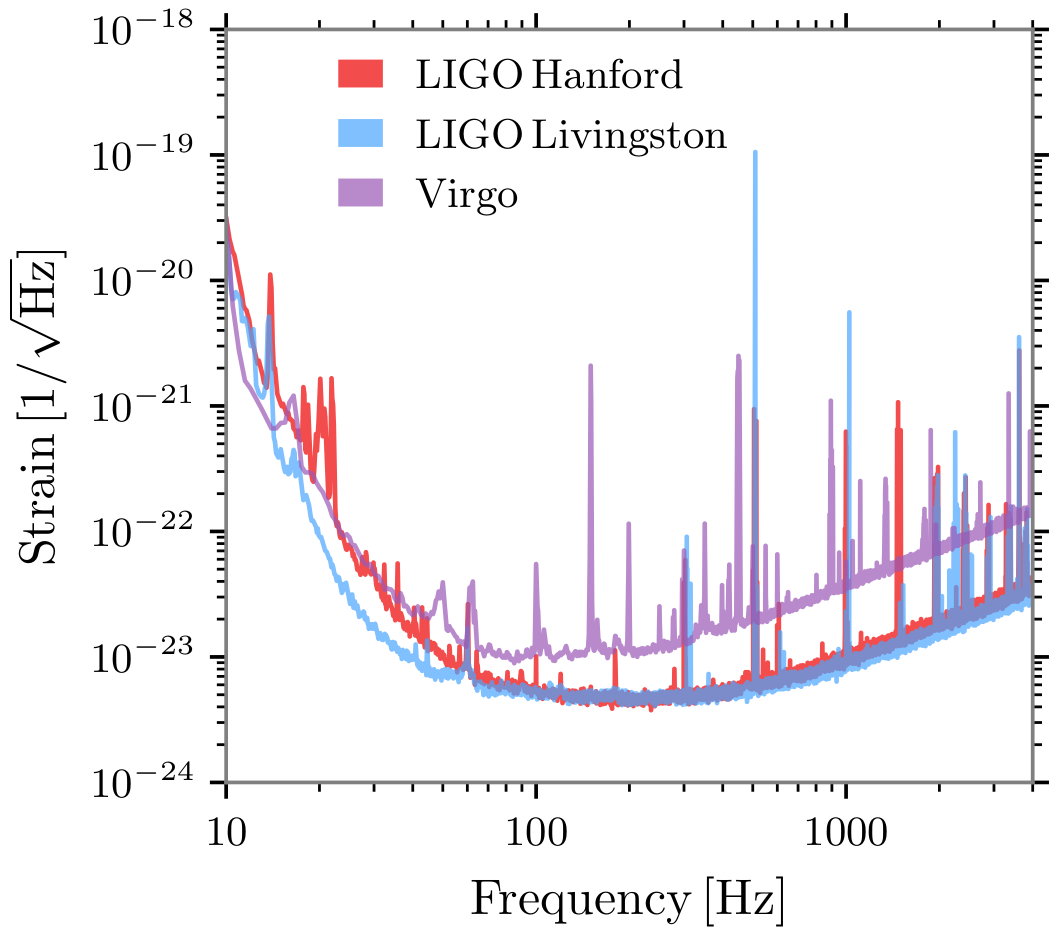 10⁻¹⁸
LIGO Hanford
LIGO Livingston
Virgo
10⁻¹⁹
10⁻²⁰
10⁻²¹
10⁻²²
10⁻²³
10⁻²⁴
Strain [1/√Hz]
10 100 1000
Frequency [Hz]